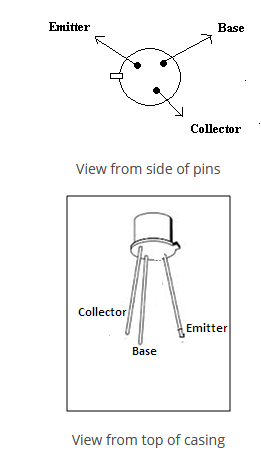 Emitter
Base
Collector
View from side of pins
Collector
Emitter
Base
View from top of casing